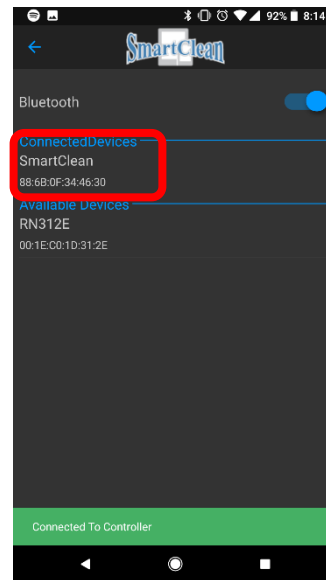 92% 8:14
SmartClean
Bluetooth
ConnectedDevices
SmartClean
88:6B:0F:34:46:30
Available Devices
RN312E
00:1E:C0:1D:31:2E
Connected To Controller